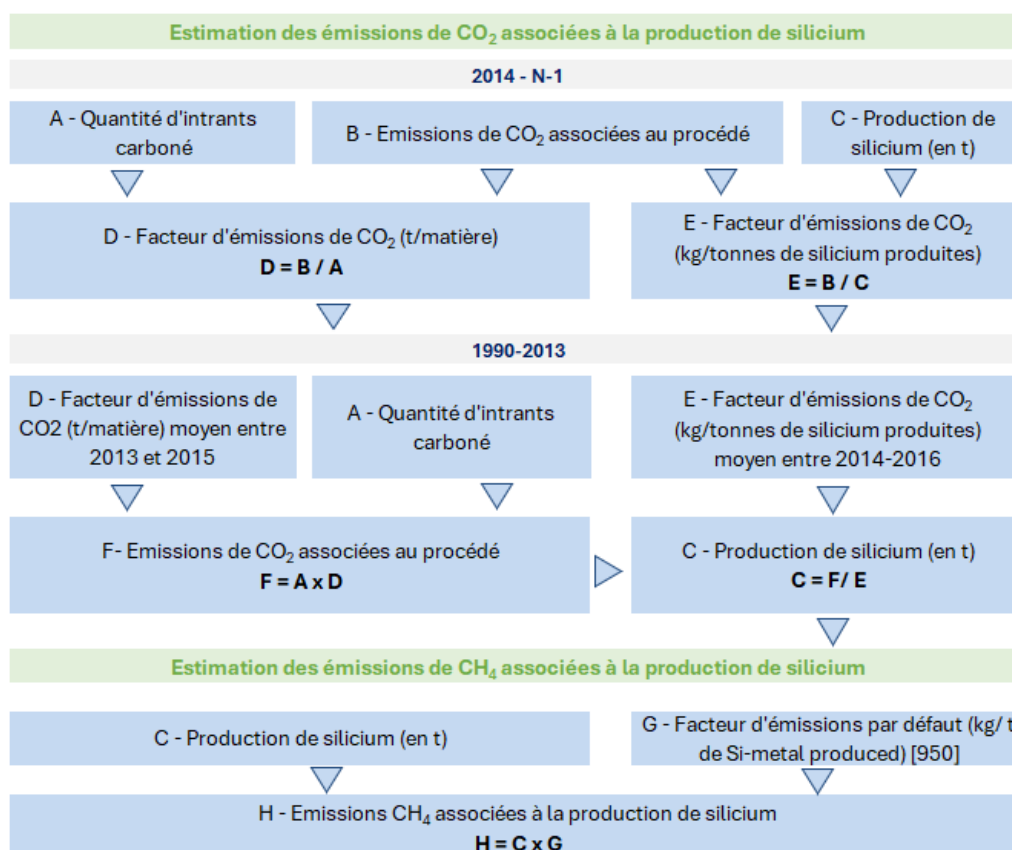 Estimation des émissions de CO₂ associées à la production de silicium
2014 - N-1
A - Quantité d'intrants
carboné
B - Emissions de CO₂ associées au procédé
C - Production de
silicium (en t)
D - Facteur d'émissions de CO₂ (t/matière)
D = B / A
E - Facteur d'émissions de CO₂
(kg/tonnes de silicium produites)
E = B / C
1990-2013
D - Facteur d'émissions de
CO2 (t/matière) moyen entre
2013 et 2015
A - Quantité d'intrants
carboné
E - Facteur d'émissions de CO₂
(kg/tonnes de silicium produites)
moyen entre 2014-2016
F- Emissions de CO₂ associées au procédé
F = A x D
C - Production de silicium (en t)
C = F/ E
Estimation des émissions de CH₄ associées à la production de silicium
C - Production de silicium (en t)
G - Facteur d'émissions par défaut (kg/ t
de Si-metal produced) [950]
H - Emissions CH₄ associées à la production de silicium
H = C x G